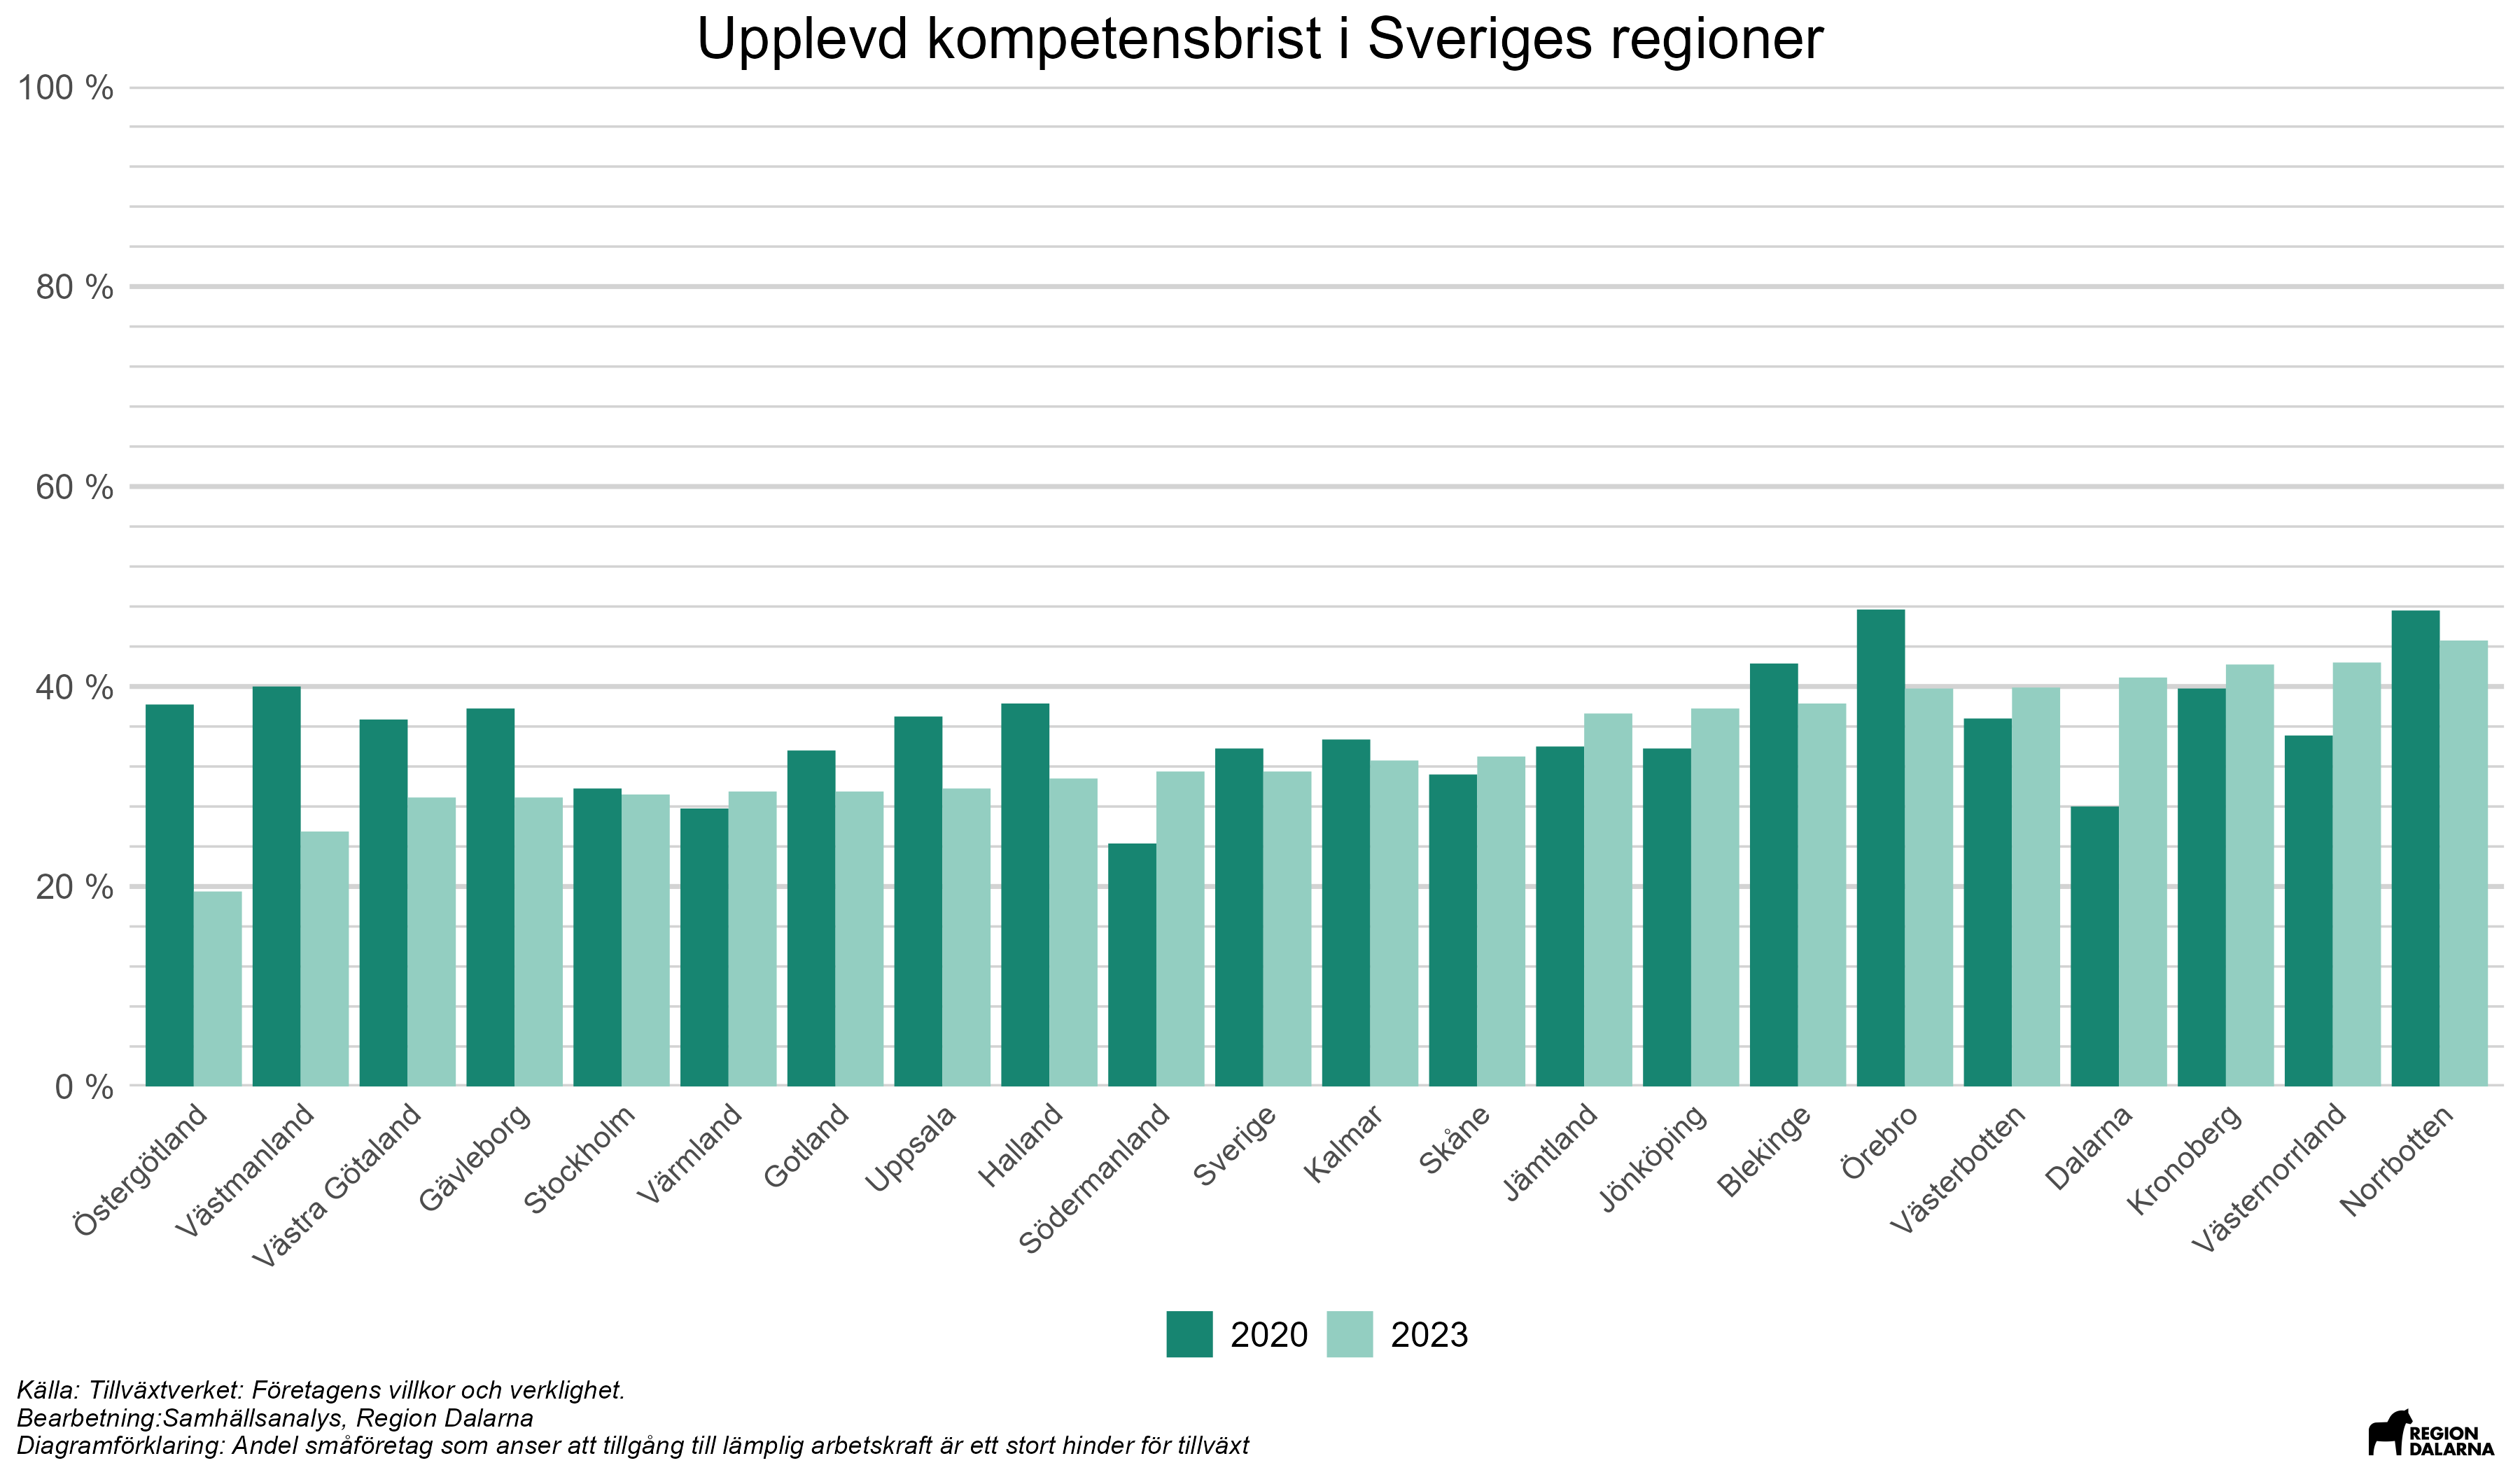 Upplevd kompetensbrist i Sveriges regioner
100 %
80 %
60 %
40 %
20 %
0 %
Östergötland
Västmanland
Västra Götaland
Gävleborg
Stockholm
Värmland
Gotland
Uppsala
Halland
Södermanland
Sverige
Kalmar
Skåne
Jämtland
Jönköping
Blekinge
Örebro
Västerbotten
Dalarna
Kronoberg
Västernorrland
Norrbotten
2020
2023
Källa: Tillväxtverket: Företagens villkor och verklighet.
Bearbetning:Samhällsanalys, Region Dalarna
Diagramförklaring: Andel småföretag som anser att tillgång till lämplig arbetskraft är ett stort hinder för tillväxt
REGION
DALARNA